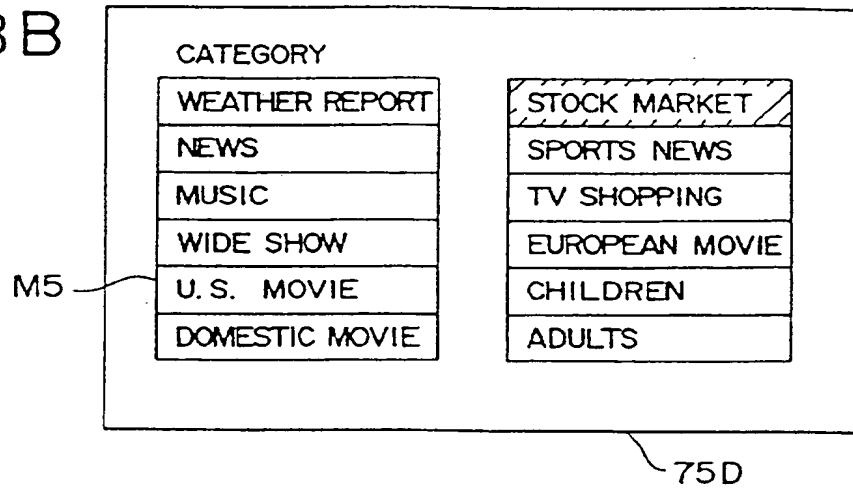 3B
CATEGORY
WEATHER REPORT
NEWS
MUSIC
WIDE SHOW
U.S. MOVIE
DOMESTIC MOVIE
STOCK MARKET
SPORTS NEWS
TV SHOPPING
EUROPEAN MOVIE
CHILDREN
ADULTS
M5
75D